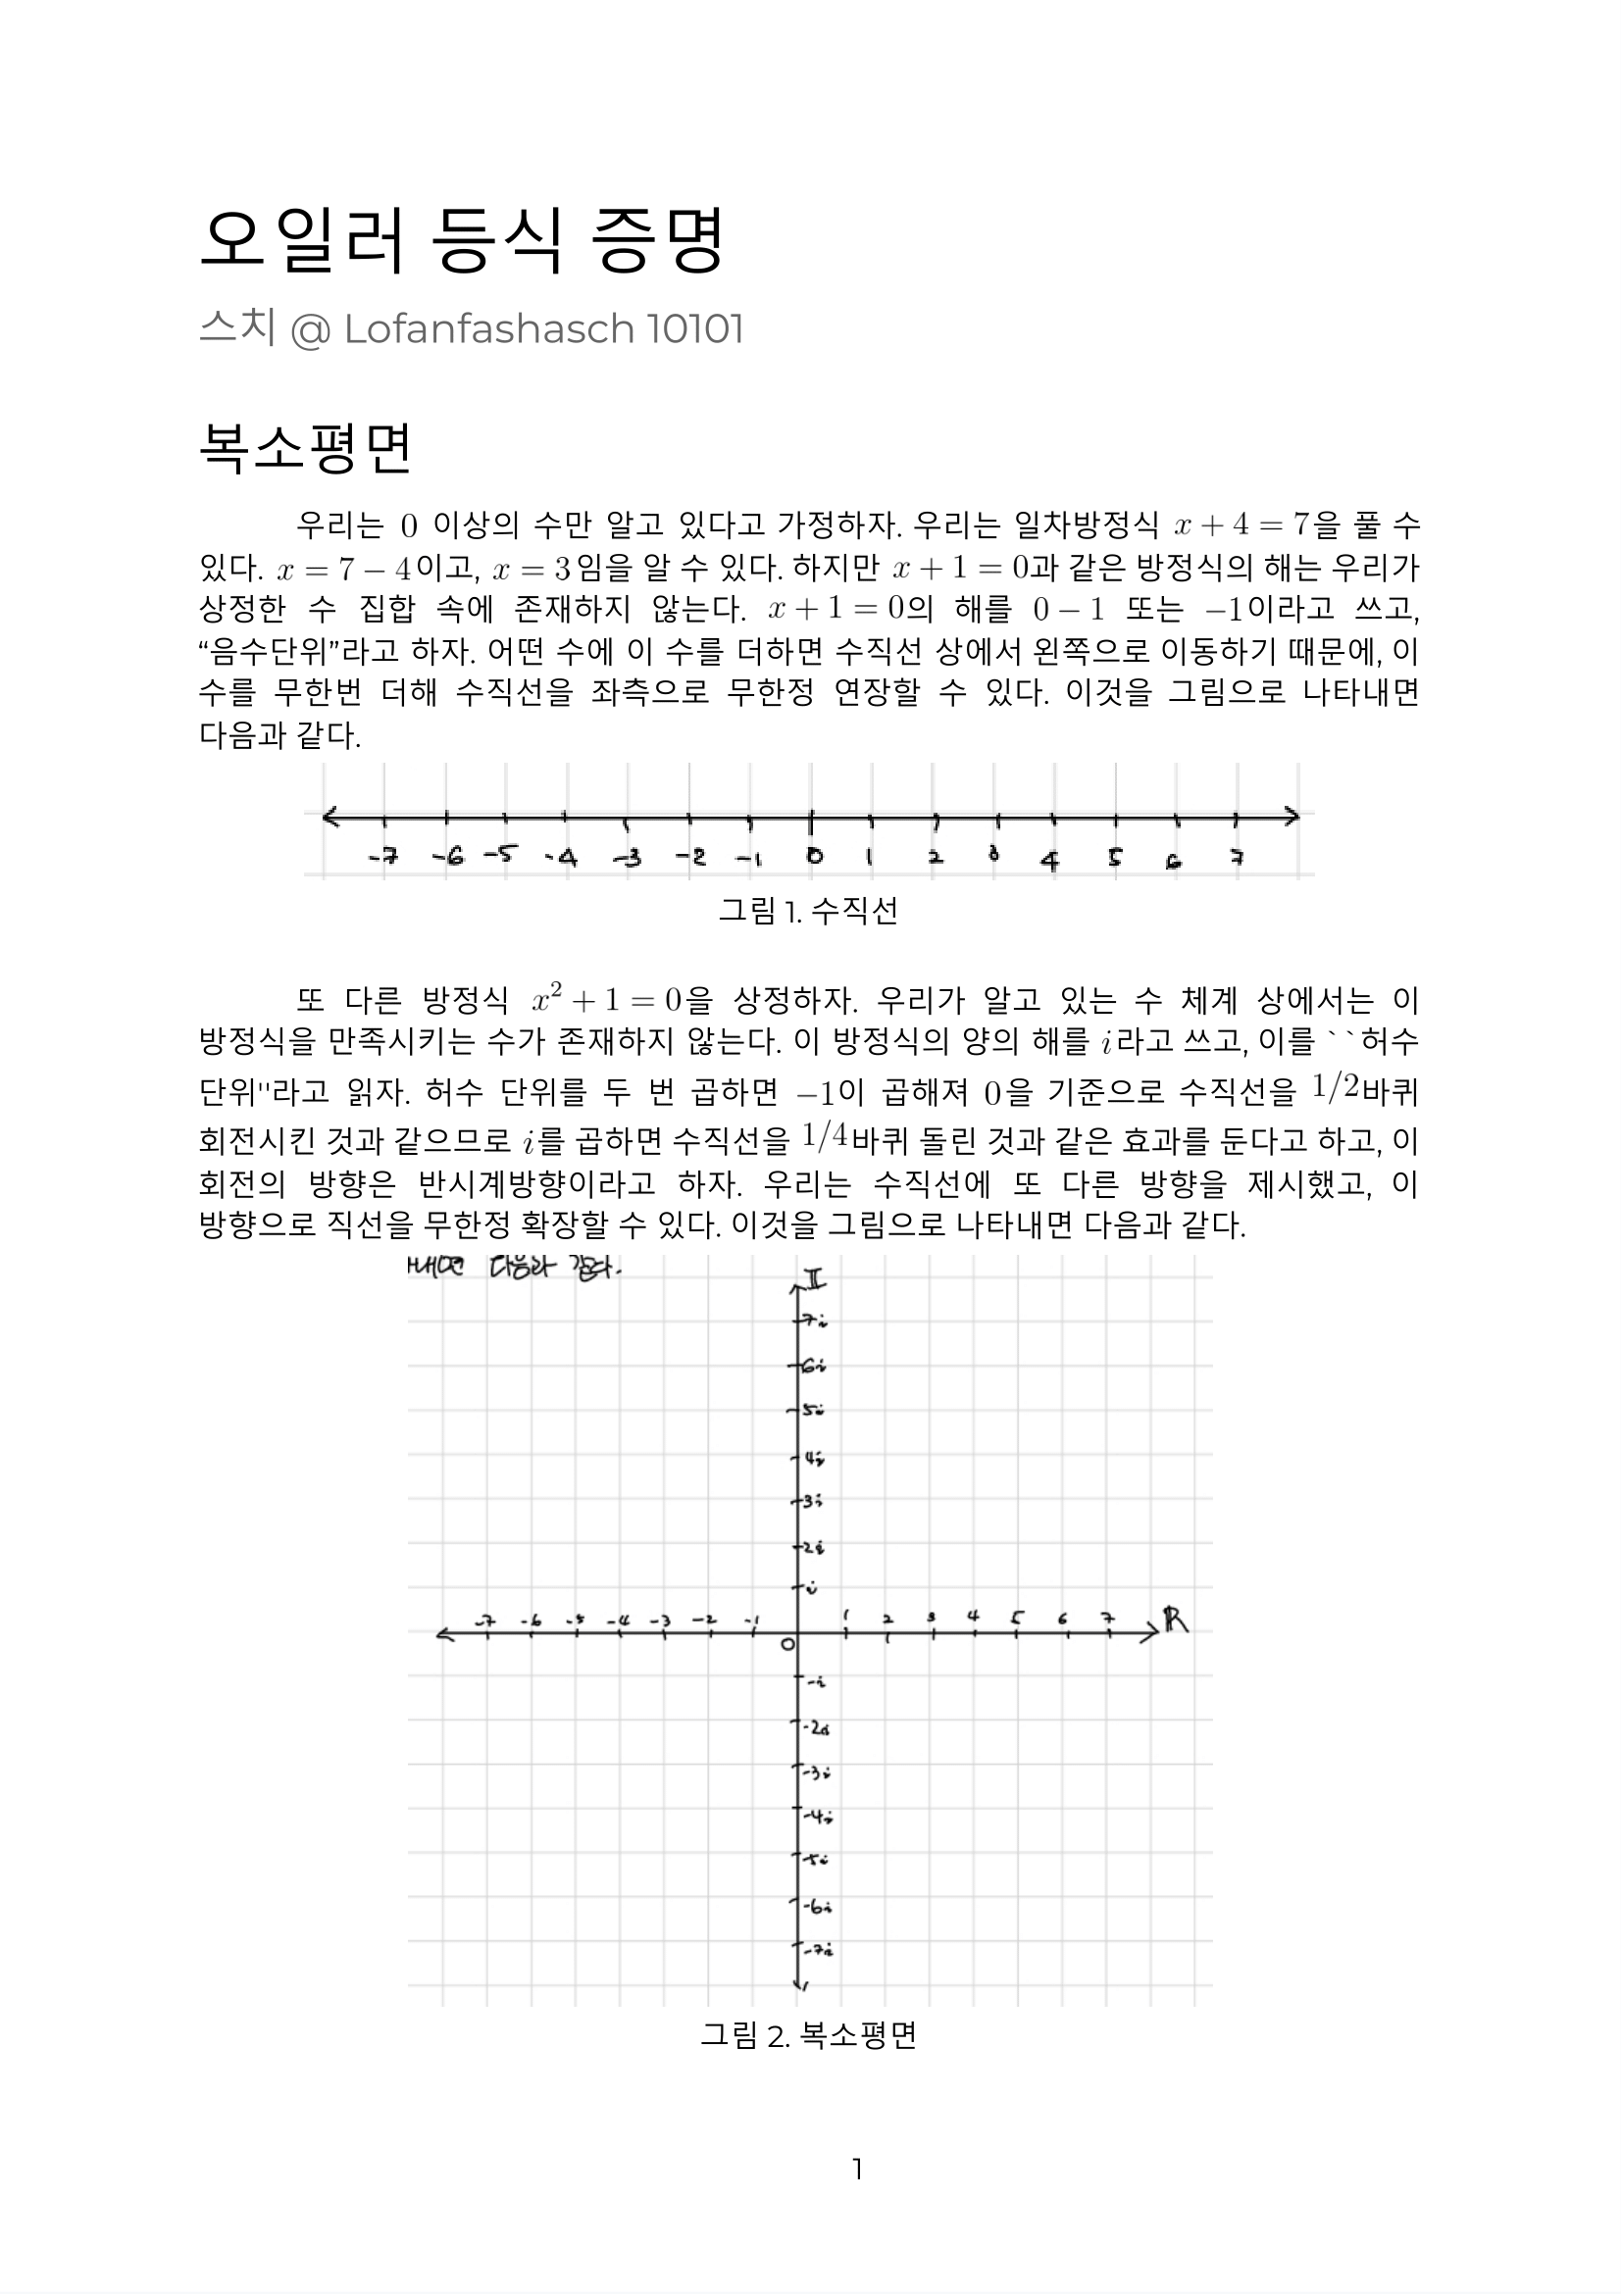 오일러 등식 증명
스치 @ Lofanfashasch 10101
복소평면
우리는 0 이상의 수만 알고 있다고 가정하자. 우리는 일차방정식 x + 4 = 7을 풀 수
있다. x = 7 − 4이고, x = 3임을 알 수 있다. 하지만 x + 1 = 0과 같은 방정식의 해는 우리가
상정한 수 집합 속에 존재하지 않는다. x + 1 = 0의 해를 0 − 1 또는 −1이라고 쓰고,
“음수단위”라고 하자. 어떤 수에 이 수를 더하면 수직선 상에서 왼쪽으로 이동하기 때문에, 이
수를 무한번 더해 수직선을 좌측으로 무한정 연장할 수 있다. 이것을 그림으로 나타내면
다음과 같다.
-7 -6 -5 -4 -3 -2 -1 0 1 2 3 4 5 6 7
그림 1. 수직선
또 다른 방정식 x² + 1 = 0을 상정하자. 우리가 알고 있는 수 체계 상에서는 이
방정식을 만족시키는 수가 존재하지 않는다. 이 방정식의 양의 해를 i라고 쓰고, 이를 ``허수
단위''라고 읽자. 허수 단위를 두 번 곱하면 −1이 곱해져 0을 기준으로 수직선을 1/2바퀴
회전시킨 것과 같으므로 i를 곱하면 수직선을 1/4바퀴 돌린 것과 같은 효과를 둔다고 하고, 이
회전의 방향은 반시계방향이라고 하자. 우리는 수직선에 또 다른 방향을 제시했고, 이
방향으로 직선을 무한정 확장할 수 있다. 이것을 그림으로 나타내면 다음과 같다.
내면 다음과 같다.
𝕀
7i
6i
5i
4i
3i
2i
i
-7 -6 -5 -4 -3 -2 -1 1 2 3 4 5 6 7 ℝ
0
-i
-2i
-3i
-4i
-5i
-6i
-7i
그림 2. 복소평면
1